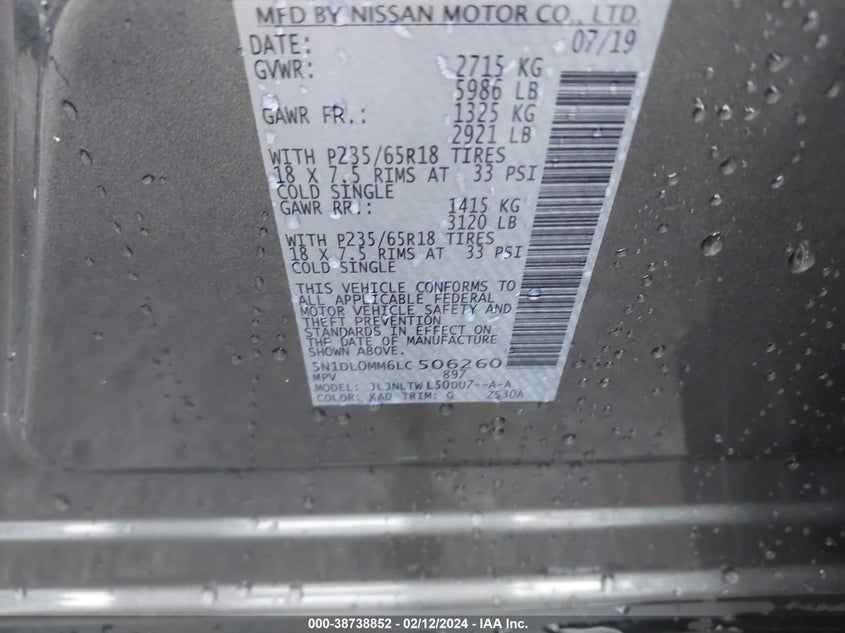 MFD BY NISSAN MOTOR CO., LTD.
DATE: 07/19
GVWR: 2715 KG
5986 LB
GAWR FR.: 1325 KG
2921 LB
WITH P235/65R18 TIRES
18 X 7.5 RIMS AT 33 PSI
COLD SINGLE
GAWR RR.: 1415 KG
3120 LB
WITH P235/65R18 TIRES
18 X 7.5 RIMS AT 33 PSI
COLD SINGLE
THIS VEHICLE CONFORMS TO
ALL APPLICABLE FEDERAL
MOTOR VEHICLE SAFETY AND
THEFT PREVENTION
STANDARDS IN EFFECT ON
THE DATE OF MANUFACTURE
SHOWN ABOVE.
5N1DL0MM6LC506260
MPV 897
MODEL: JLJNLTWL50DU7--A-A
COLOR: KAD TRIM: G Z530A
000-38738852 - 02/12/2024 - IAA Inc.